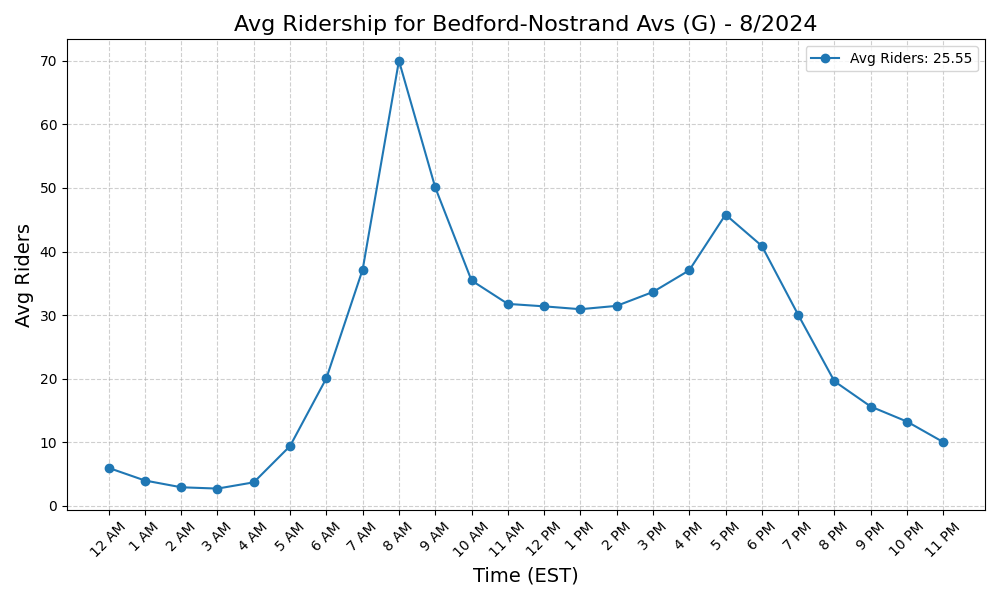 Avg Ridership for Bedford-Nostrand Avs (G) - 8/2024
Avg Riders: 25.55
Avg Riders
70
60
50
40
30
20
10
0
12 AM
1 AM
2 AM
3 AM
4 AM
5 AM
6 AM
7 AM
8 AM
9 AM
10 AM
11 AM
12 PM
1 PM
2 PM
3 PM
4 PM
5 PM
6 PM
7 PM
8 PM
9 PM
10 PM
11 PM
Time (EST)